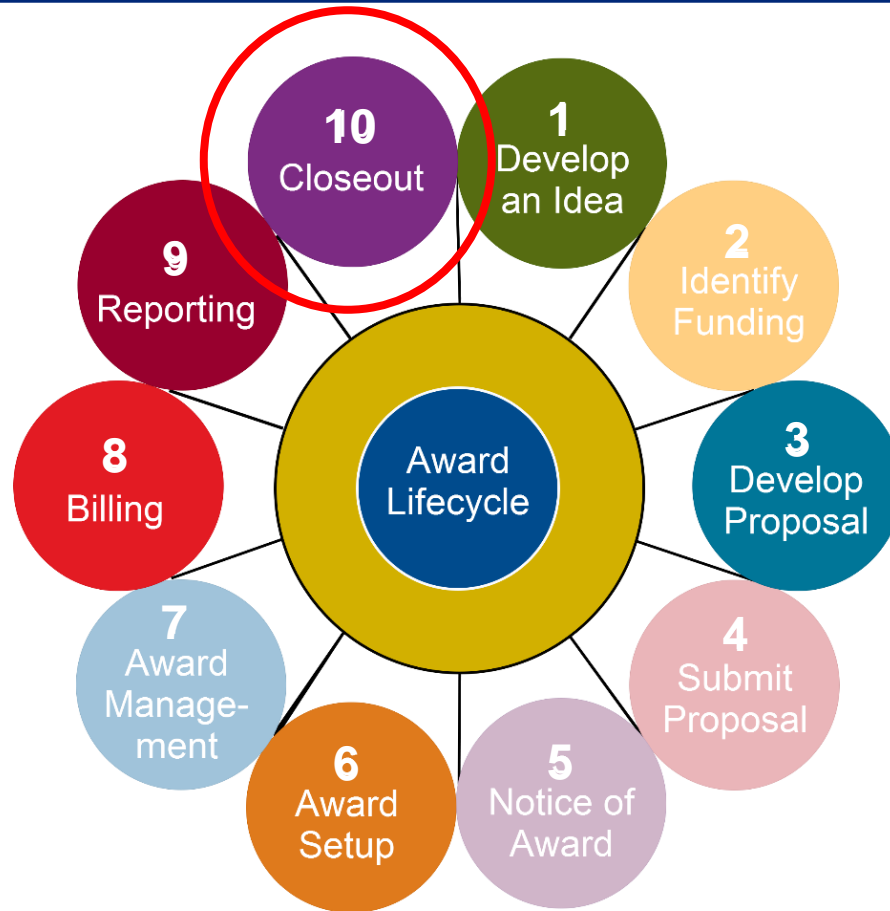 10
Closeout
1
Develop
an Idea
2
Identify
Funding
3
Develop
Proposal
4
Submit
Proposal
5
Notice of
Award
6
Award
Setup
7
Award
Manage-
ment
8
Billing
9
Reporting
Award
Lifecycle